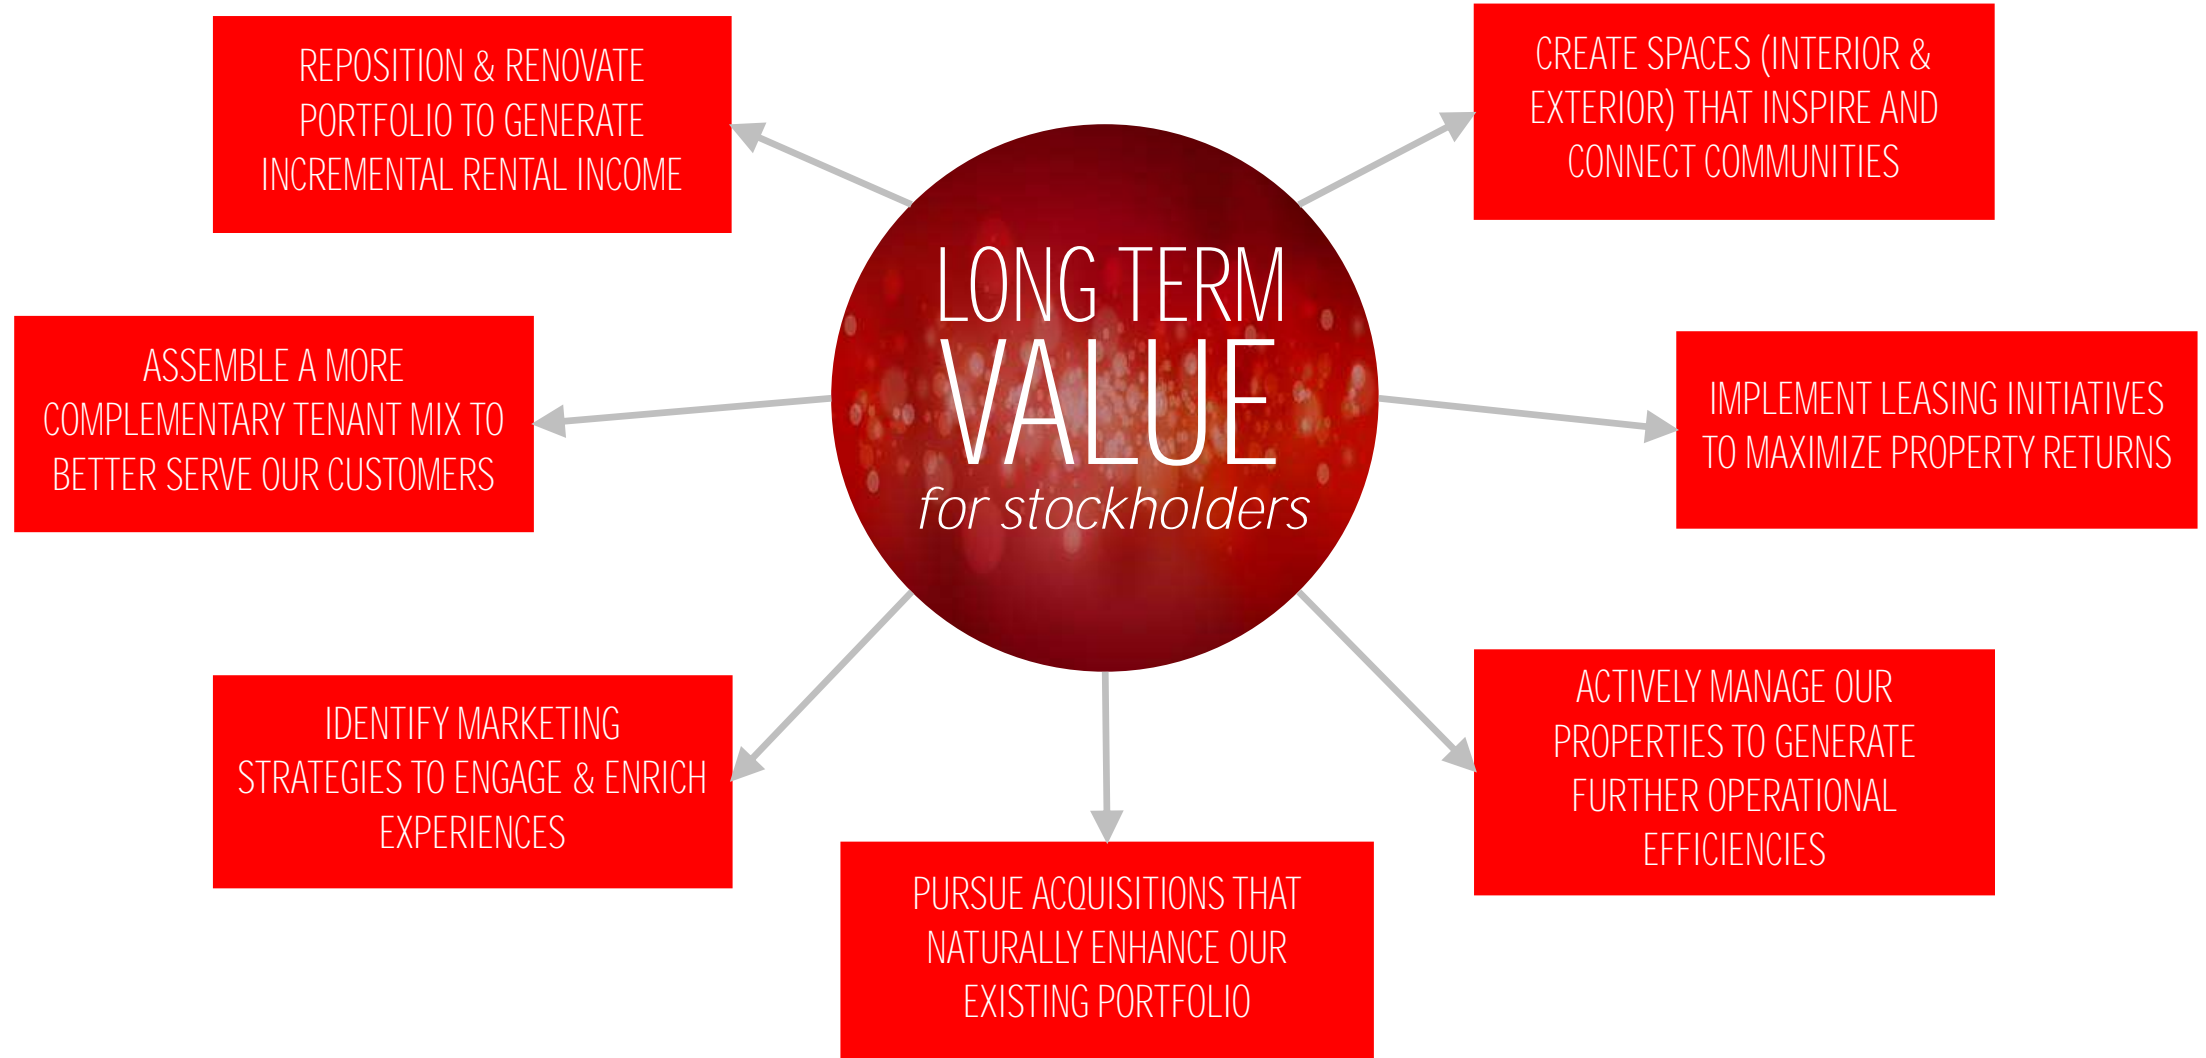 REPOSITION & RENOVATE
PORTFOLIO TO GENERATE
INCREMENTAL RENTAL INCOME
CREATE SPACES (INTERIOR &
EXTERIOR) THAT INSPIRE AND
CONNECT COMMUNITIES
LONG TERM
VALUE
for stockholders
ASSEMBLE A MORE
COMPLEMENTARY TENANT MIX TO
BETTER SERVE OUR CUSTOMERS
IMPLEMENT LEASING INITIATIVES
TO MAXIMIZE PROPERTY RETURNS
IDENTIFY MARKETING
STRATEGIES TO ENGAGE & ENRICH
EXPERIENCES
ACTIVELY MANAGE OUR
PROPERTIES TO GENERATE
FURTHER OPERATIONAL
EFFICIENCIES
PURSUE ACQUISITIONS THAT
NATURALLY ENHANCE OUR
EXISTING PORTFOLIO